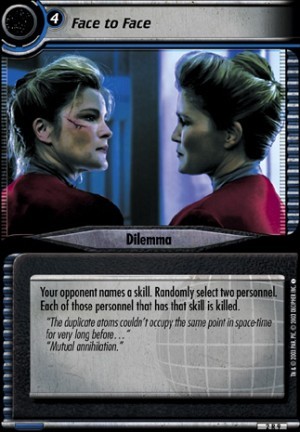 4 Face to Face
Dilemma
Your opponent names a skill. Randomly select two personnel.
Each of those personnel that has that skill is killed.
"The duplicate atoms couldn't occupy the same point in space-time
for very long before…"
"Mutual annihilation."